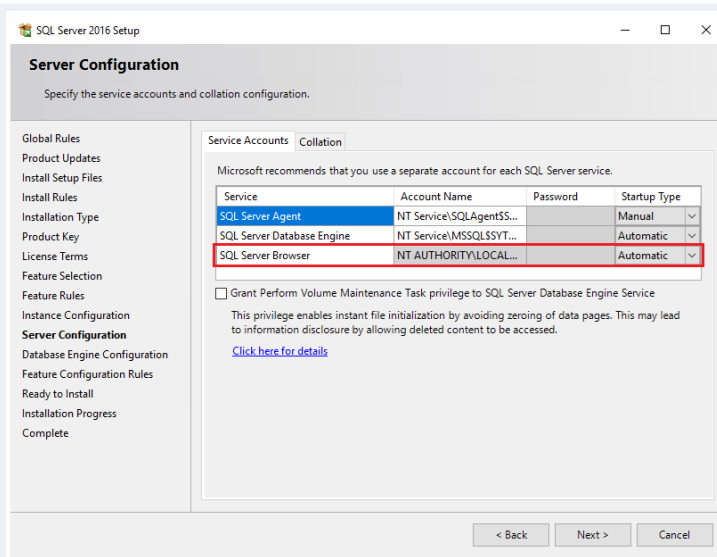 SQL Server 2016 Setup
Server Configuration
Specify the service accounts and collation configuration.
Global Rules
Product Updates
Install Setup Files
Install Rules
Installation Type
Product Key
License Terms
Feature Selection
Feature Rules
Instance Configuration
Server Configuration
Database Engine Configuration
Feature Configuration Rules
Ready to Install
Installation Progress
Complete
Service Accounts Collation
Microsoft recommends that you use a separate account for each SQL Server service.
Service Account Name Password Startup Type
SQL Server Agent NT Service\SQLAgent$S... Manual
SQL Server Database Engine NT Service\MSSQL$SYT... Automatic
SQL Server Browser NT AUTHORITY\LOCAL... Automatic
Grant Perform Volume Maintenance Task privilege to SQL Server Database Engine Service
This privilege enables instant file initialization by avoiding zeroing of data pages. This may lead
to information disclosure by allowing deleted content to be accessed.
Click here for details
< Back Next > Cancel